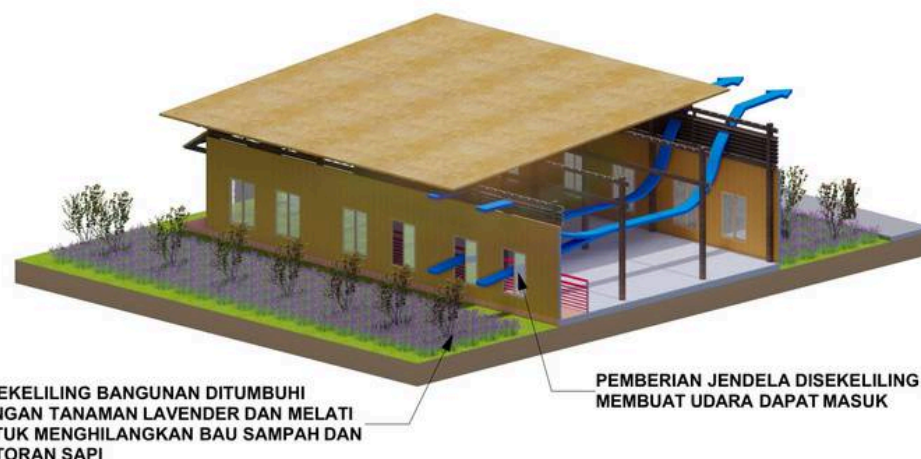 EKELILING BANGUNAN DITUMBUHI
NGAN TANAMAN LAVENDER DAN MELATI
TUK MENGHILANGKAN BAU SAMPAH DAN
TORAN SAPI
PEMBERIAN JENDELA DISEKELILING
MEMBUAT UDARA DAPAT MASUK